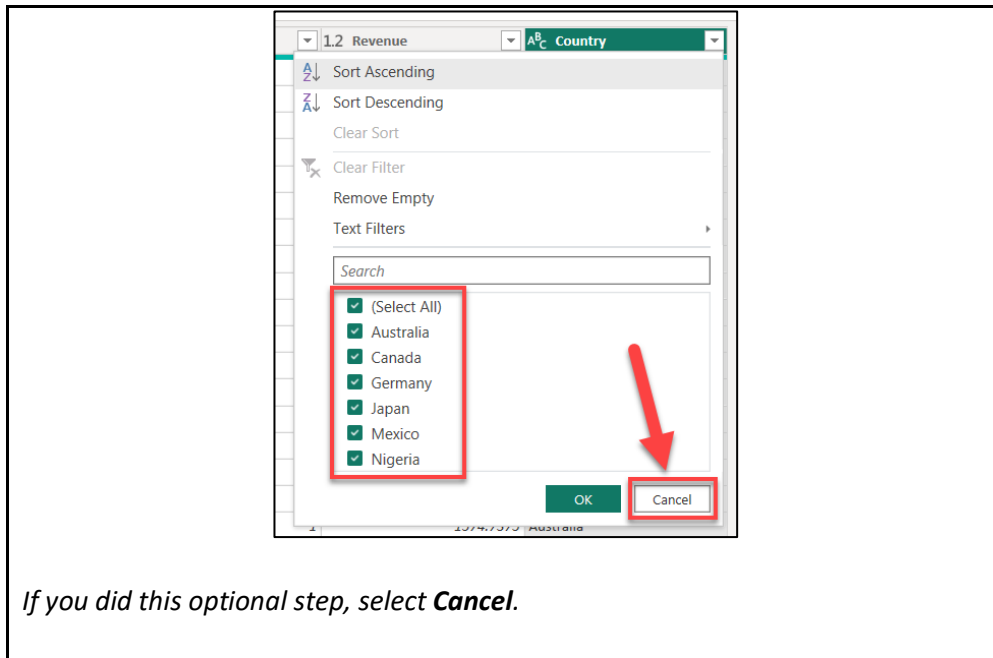 1.2 Revenue ABC Country
Sort Ascending
Sort Descending
Clear Sort
Clear Filter
Remove Empty
Text Filters
Search
(Select All)
Australia
Canada
Germany
Japan
Mexico
Nigeria
OK Cancel
If you did this optional step, select Cancel.